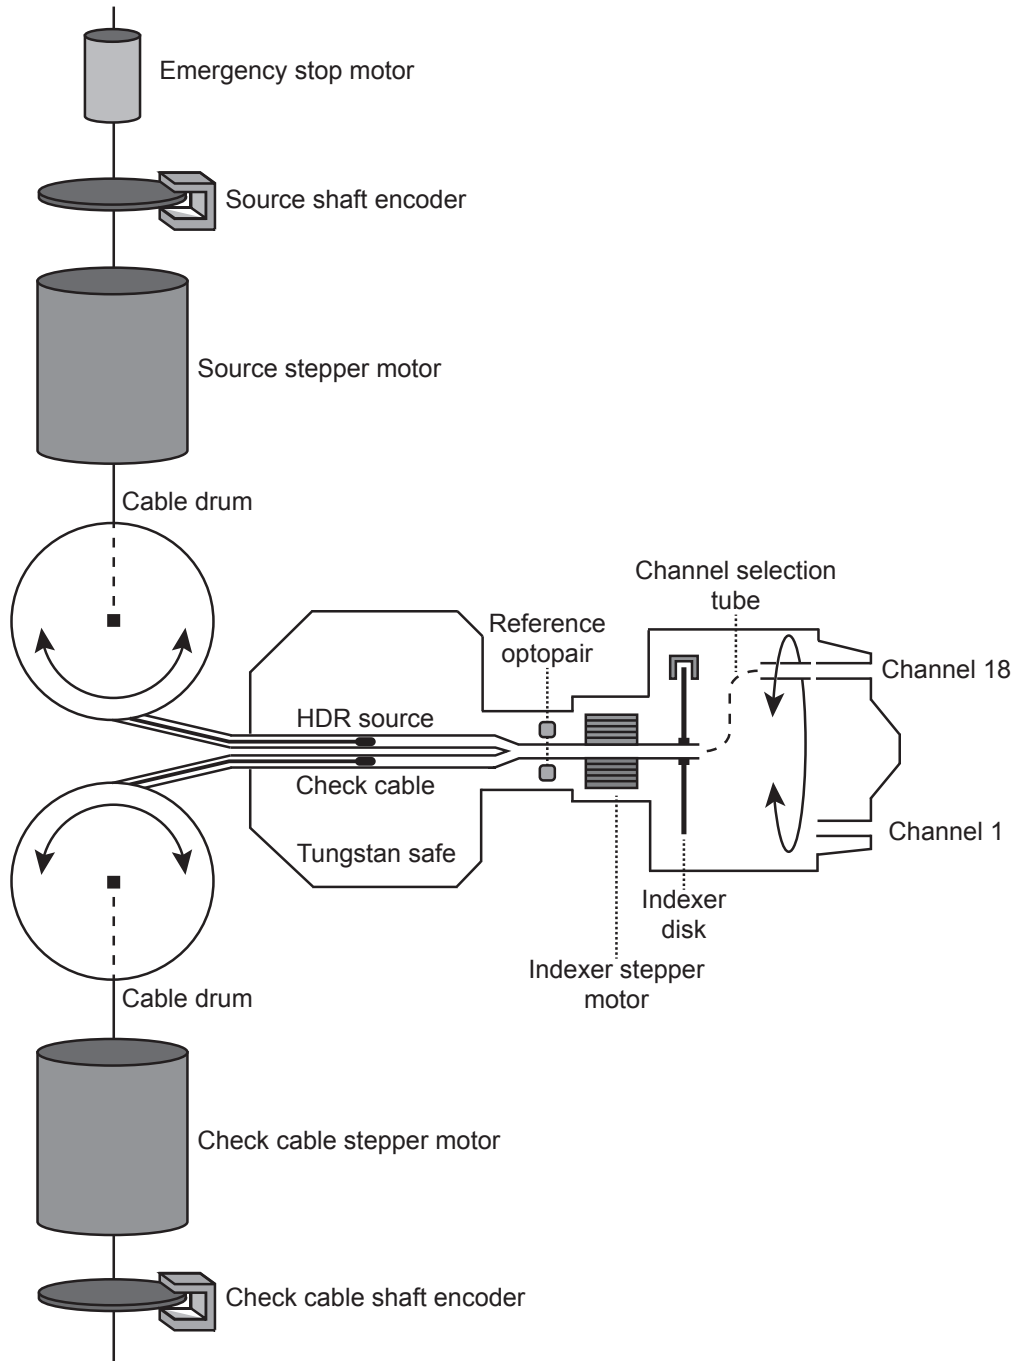 Emergency stop motor
Source shaft encoder
Source stepper motor
Cable drum
Channel selection
tube
Reference
optopair
Channel 18
HDR source
Check cable
Channel 1
Tungstan safe
Indexer
disk
Indexer stepper
motor
Cable drum
Check cable stepper motor
Check cable shaft encoder